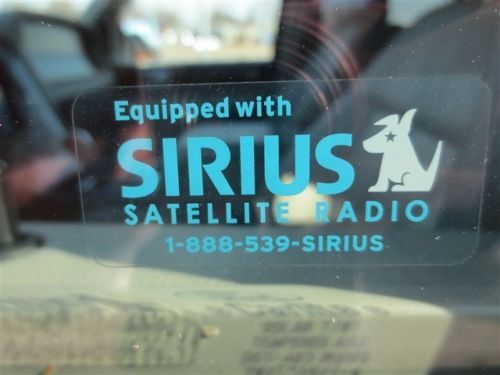 Equipped with
SIRIUS
SATELLITE RADIO
1-888-539-SIRIUS